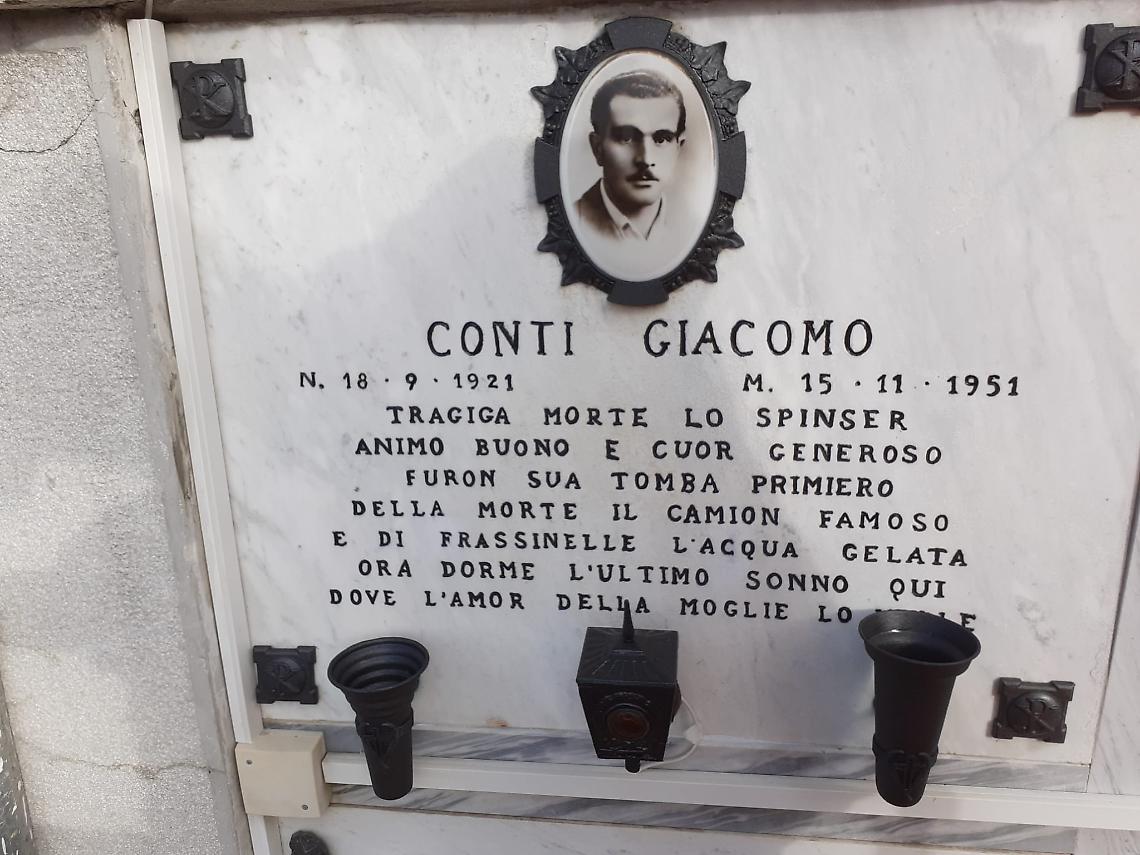 CONTI GIACOMO
N. 18 · 9 · 1921 M. 15 · 11 · 1951
TRAGIGA MORTE LO SPINSER
ANIMO BUONO E CUOR GENEROSO
FURON SUA TOMBA PRIMIERO
DELLA MORTE IL CAMION FAMOSO
E DI FRASSINELLE L'ACQUA GELATA
ORA DORME L'ULTIMO SONNO QUI
DOVE L'AMOR DELLA MOGLIE LO